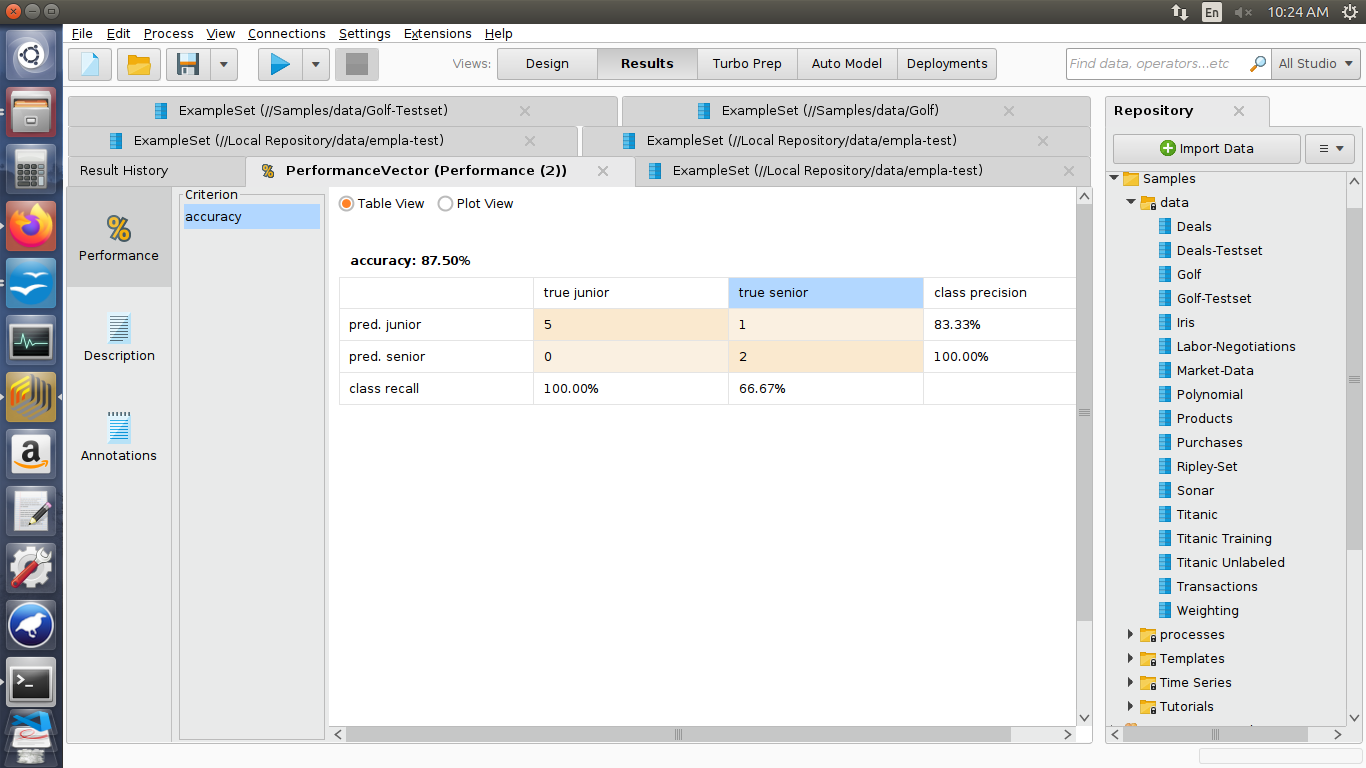 En 10:24 AM
File Edit Process View Connections Settings Extensions Help
Views: Design Results Turbo Prep Auto Model Deployments Find data, operators...etc All Studio
ExampleSet (//Samples/data/Golf-Testset) ExampleSet (//Samples/data/Golf)
ExampleSet (//Local Repository/data/empla-test) ExampleSet (//Local Repository/data/empla-test)
Result History PerformanceVector (Performance (2)) ExampleSet (//Local Repository/data/empla-test)
Performance
Description
Annotations
Criterion
accuracy
Table View Plot View
accuracy: 87.50%
true junior true senior class precision
pred. junior 5 1 83.33%
pred. senior 0 2 100.00%
class recall 100.00% 66.67%
Repository
Import Data
Samples
data
Deals
Deals-Testset
Golf
Golf-Testset
Iris
Labor-Negotiations
Market-Data
Polynomial
Products
Purchases
Ripley-Set
Sonar
Titanic
Titanic Training
Titanic Unlabeled
Transactions
Weighting
processes
Templates
Time Series
Tutorials